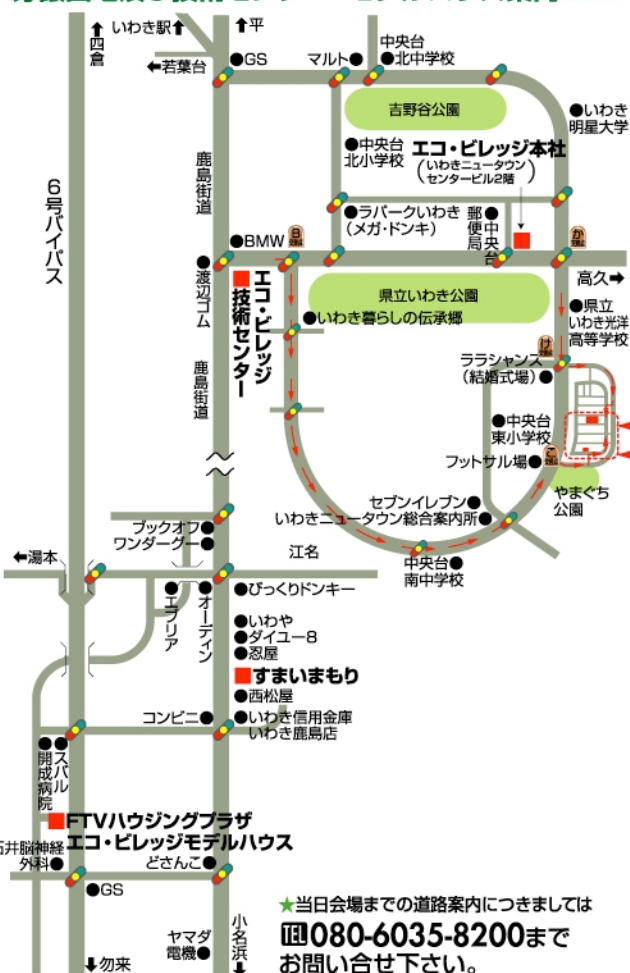 四倉
いわき駅
平
若葉台
GS
マルト
中央台
北中学校
吉野谷公園
いわき
明星大学
中央台
北小学校
エコ・ビレッジ本社
(いわきニュータウン
センタービル2階)
鹿島街道
6号バイパス
ラパークいわき
(メガ・ドンキ)
中央台
郵便局
BMW
B
か
渡辺ゴム
エコ・ビレッジ
技術センター
県立いわき公園
いわき暮らしの伝承郷
高久
県立
いわき光洋
高等学校
け
ララシャンス
(結婚式場)
鹿島街道
中央台
東小学校
フットサル場
こ
やまぐち
公園
セブンイレブン
いわきニュータウン総合案内所
ブックオフ
ワンダーグー
湯本
江名
中央台
南中学校
エブリア
オーディン
びっくりドンキー
いわや
ダイユー8
忍屋
すまいまもり
西松屋
コンビニ
いわき信用金庫
いわき鹿島店
スバル
開成病院
FTVハウジングプラザ
エコ・ビレッジモデルハウス
石井脳神経
外科
どさんこ
GS
★当日会場までの道路案内につきましては
TEL080-6035-8200まで
お問い合せ下さい。
ヤマダ
電機
小名浜
勿来